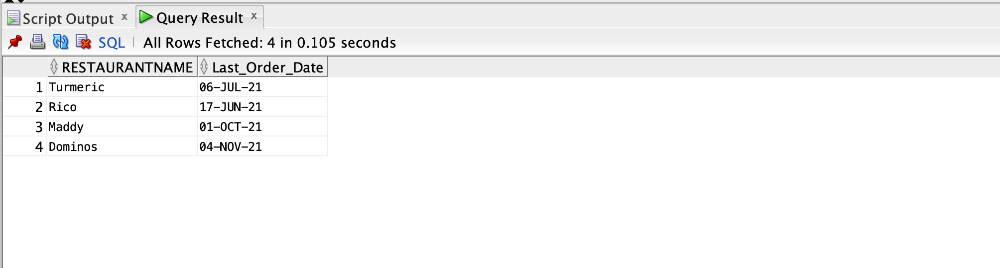 Script Output x Query Result x
SQL All Rows Fetched: 4 in 0.105 seconds
RESTAURANTNAME Last_Order_Date
1 Turmeric 06-JUL-21
2 Rico 17-JUN-21
3 Maddy 01-OCT-21
4 Dominos 04-NOV-21